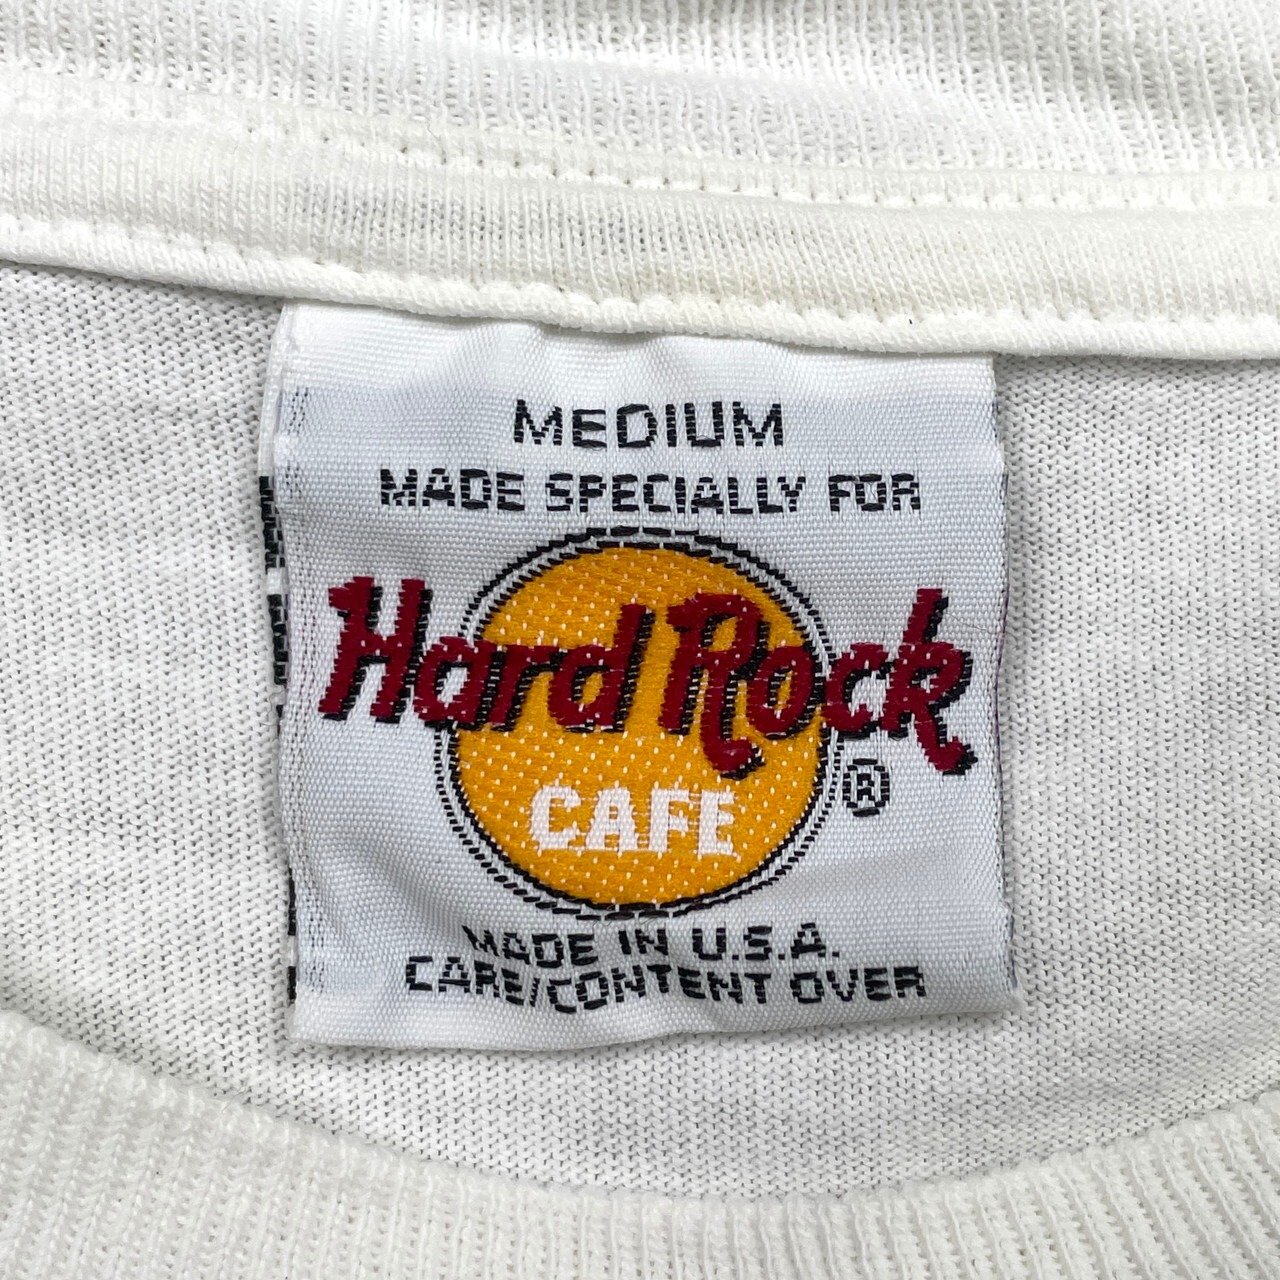 MEDIUM
MADE SPECIALLY FOR
Hard Rock
CAFE
®
MADE IN U.S.A.
CARE/CONTENT OVER